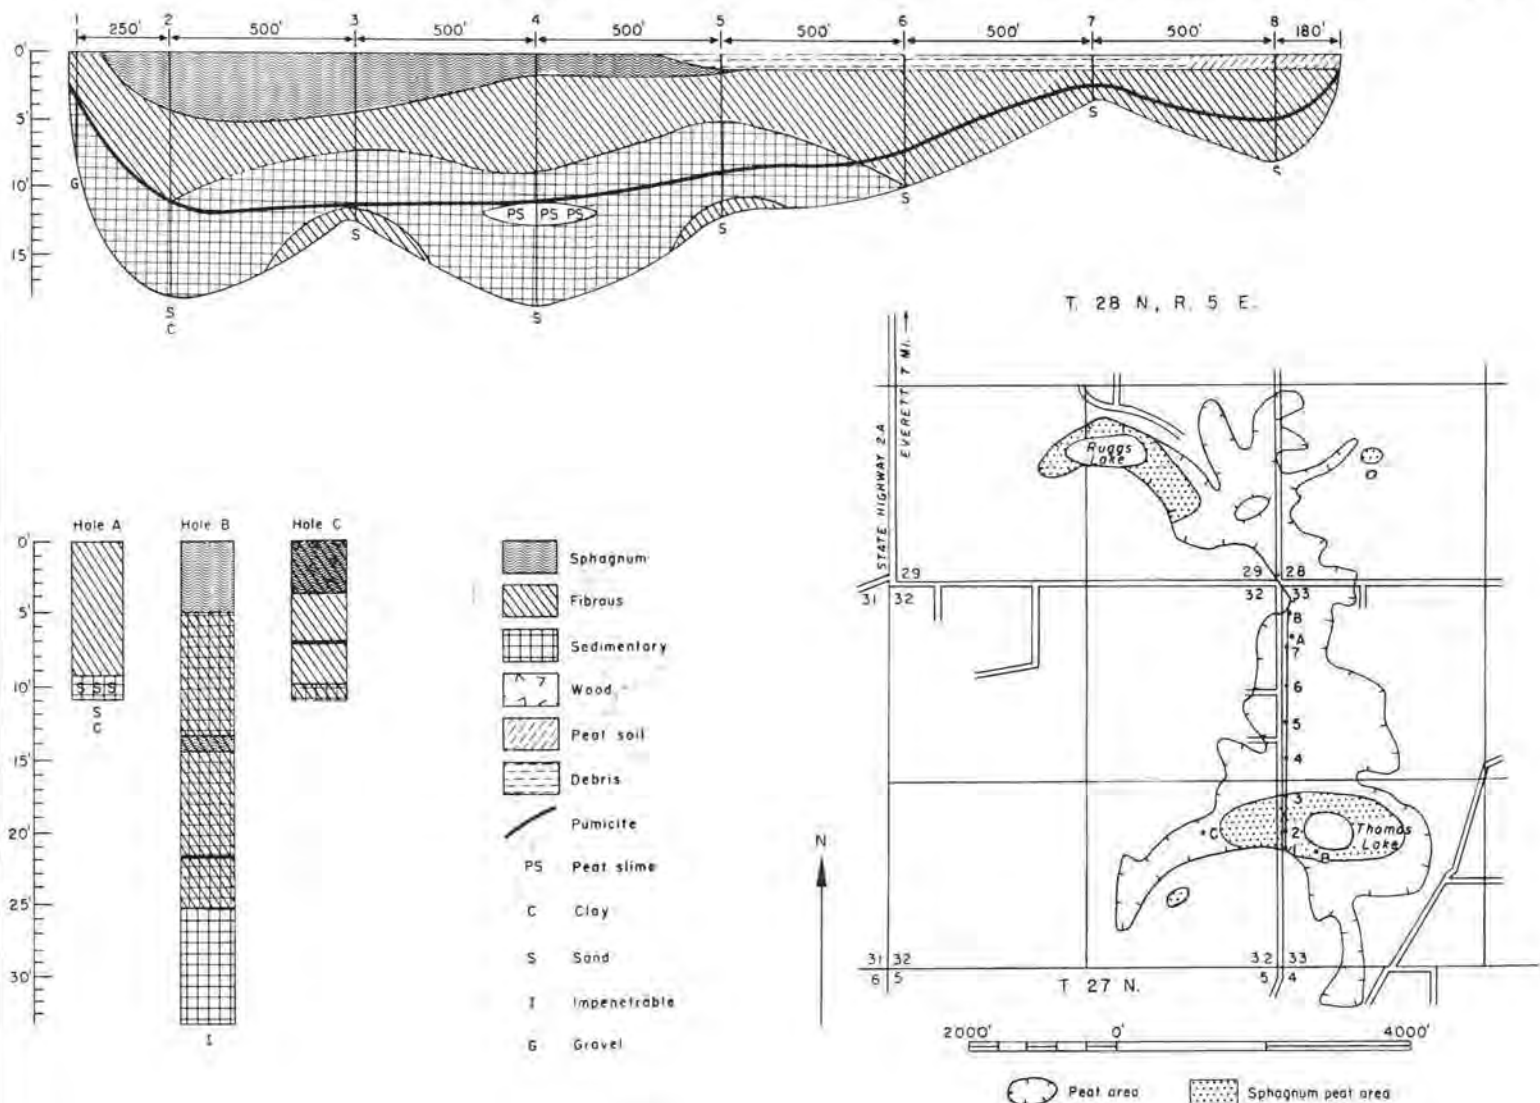 1 2 3 4 5 6 7 8
250' 500' 500' 500' 500' 500' 500' 180'
0'
5'
10'
15'
G
S
C
S
PS PS PS
S
S
S
S
S
T. 28 N, R. 5 E.
STATE HIGHWAY 2 A
EVERETT 7 MI.
Ruggs
Lake
29
31 32
29 28
32 33
B
A
7
6
5
4
3
C
2
1
B
Thomas
Lake
31 32
6 5
32 33
5 4
T 27 N.
N
2000' 0' 4000'
Peat area
Sphagnum peat area
Hole A Hole B Hole C
0'
5'
10'
15'
20'
25'
30'
S S S
S
C
I
Sphagnum
Fibrous
Sedimentary
Wood
Peat soil
Debris
Pumicite
PS Peat slime
C Clay
S Sand
I Impenetrable
G Gravel